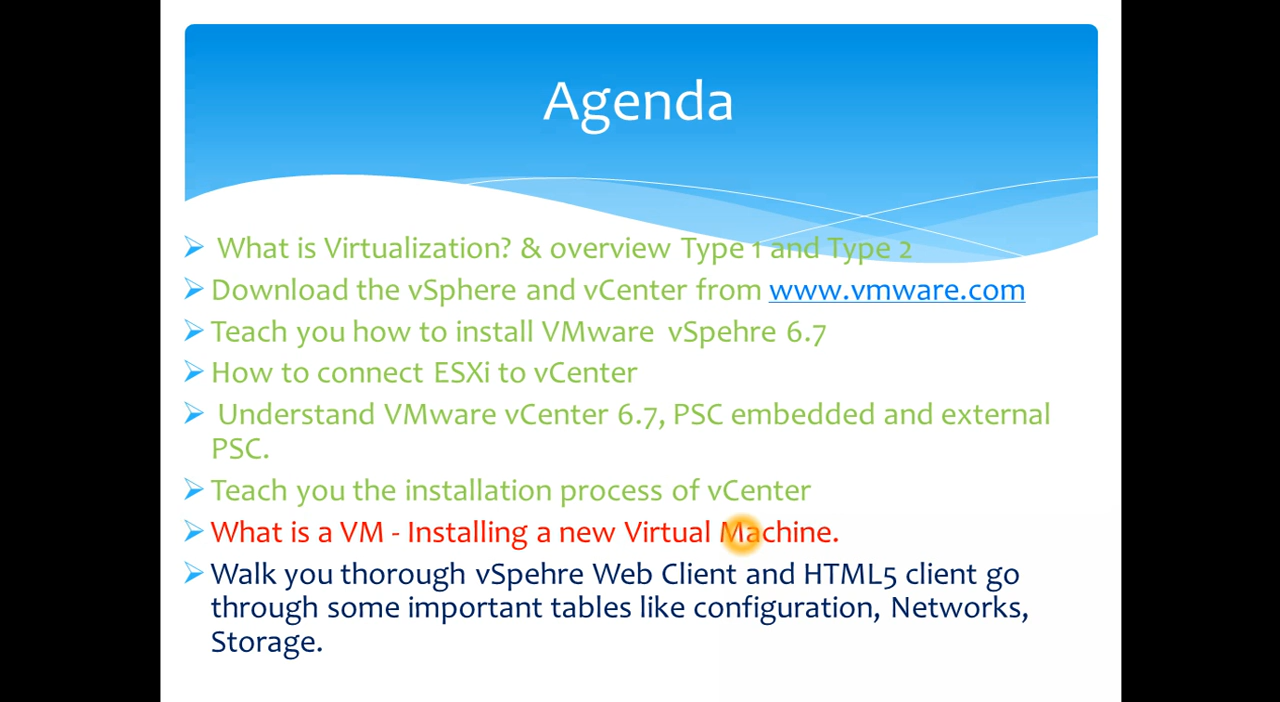 Agenda
What is Virtualization? & overview Type 1 and Type 2
Download the vSphere and vCenter from www.vmware.com
Teach you how to install VMware vSpehre 6.7
How to connect ESXi to vCenter
Understand VMware vCenter 6.7, PSC embedded and external
PSC.
Teach you the installation process of vCenter
What is a VM - Installing a new Virtual Machine.
Walk you thorough vSpehre Web Client and HTML5 client go
through some important tables like configuration, Networks,
Storage.